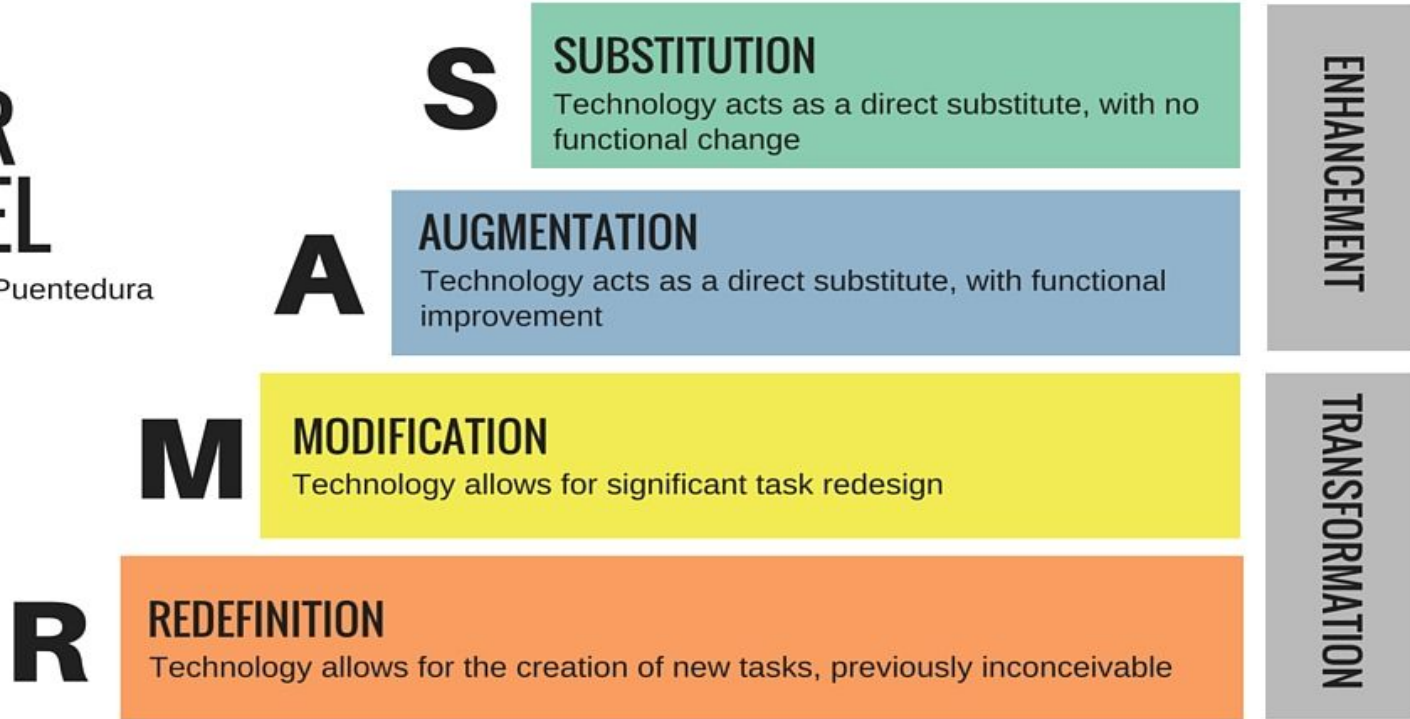 S
SUBSTITUTION
Technology acts as a direct substitute, with no
functional change
ENHANCEMENT
R
EL
Puentedura
A
AUGMENTATION
Technology acts as a direct substitute, with functional
improvement
M
MODIFICATION
Technology allows for significant task redesign
TRANSFORMATION
R
REDEFINITION
Technology allows for the creation of new tasks, previously inconceivable